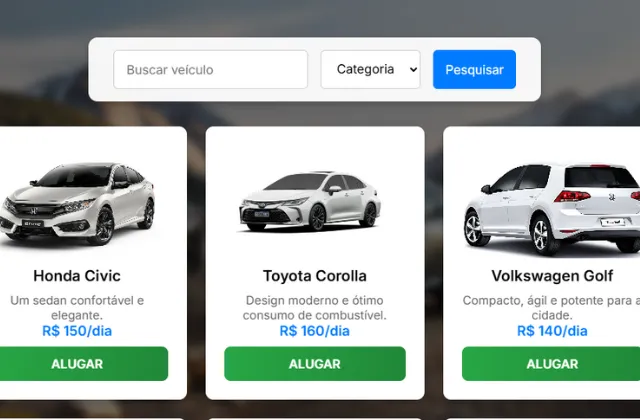 Buscar veículo
Categoria
Pesquisar
Honda Civic
Um sedan confortável e
elegante.
R$ 150/dia
ALUGAR
Toyota Corolla
Design moderno e ótimo
consumo de combustível.
R$ 160/dia
ALUGAR
Volkswagen Golf
Compacto, ágil e potente para a
cidade.
R$ 140/dia
ALUGAR